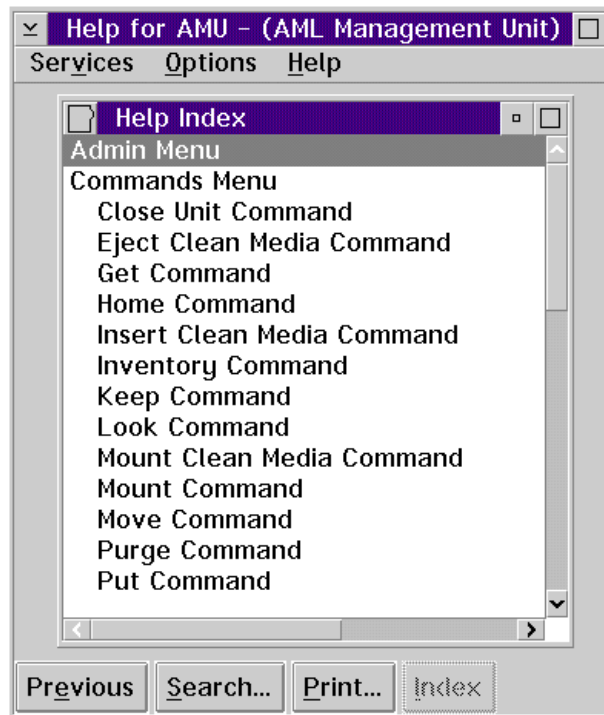 Help for AMU - (AML Management Unit)
Services Options Help
Help Index
Admin Menu
Commands Menu
Close Unit Command
Eject Clean Media Command
Get Command
Home Command
Insert Clean Media Command
Inventory Command
Keep Command
Look Command
Mount Clean Media Command
Mount Command
Move Command
Purge Command
Put Command
Previous Search... Print... Index